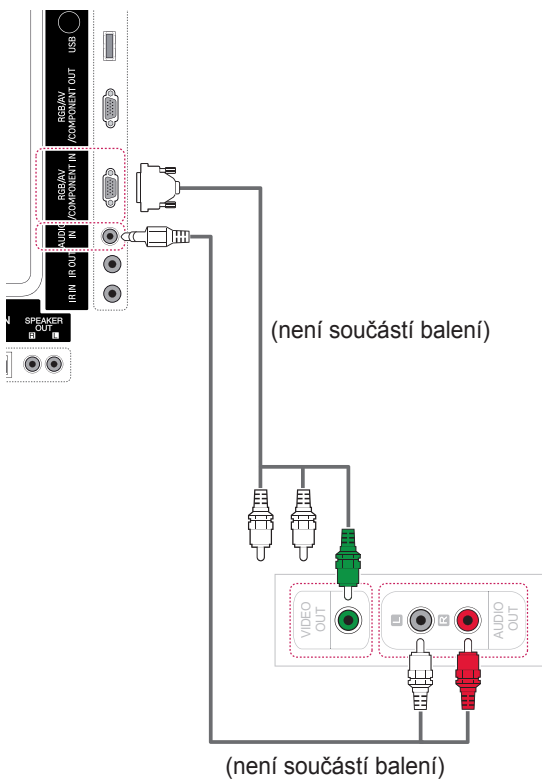 USB
RGB/AV
/COMPONENT OUT
RGB/AV
/COMPONENT IN
AUDIO
IN
IR OUT
IR IN
N
SPEAKER
OUT
R L
(není součástí balení)
VIDEO
OUT
L R
AUDIO
OUT
(není součástí balení)